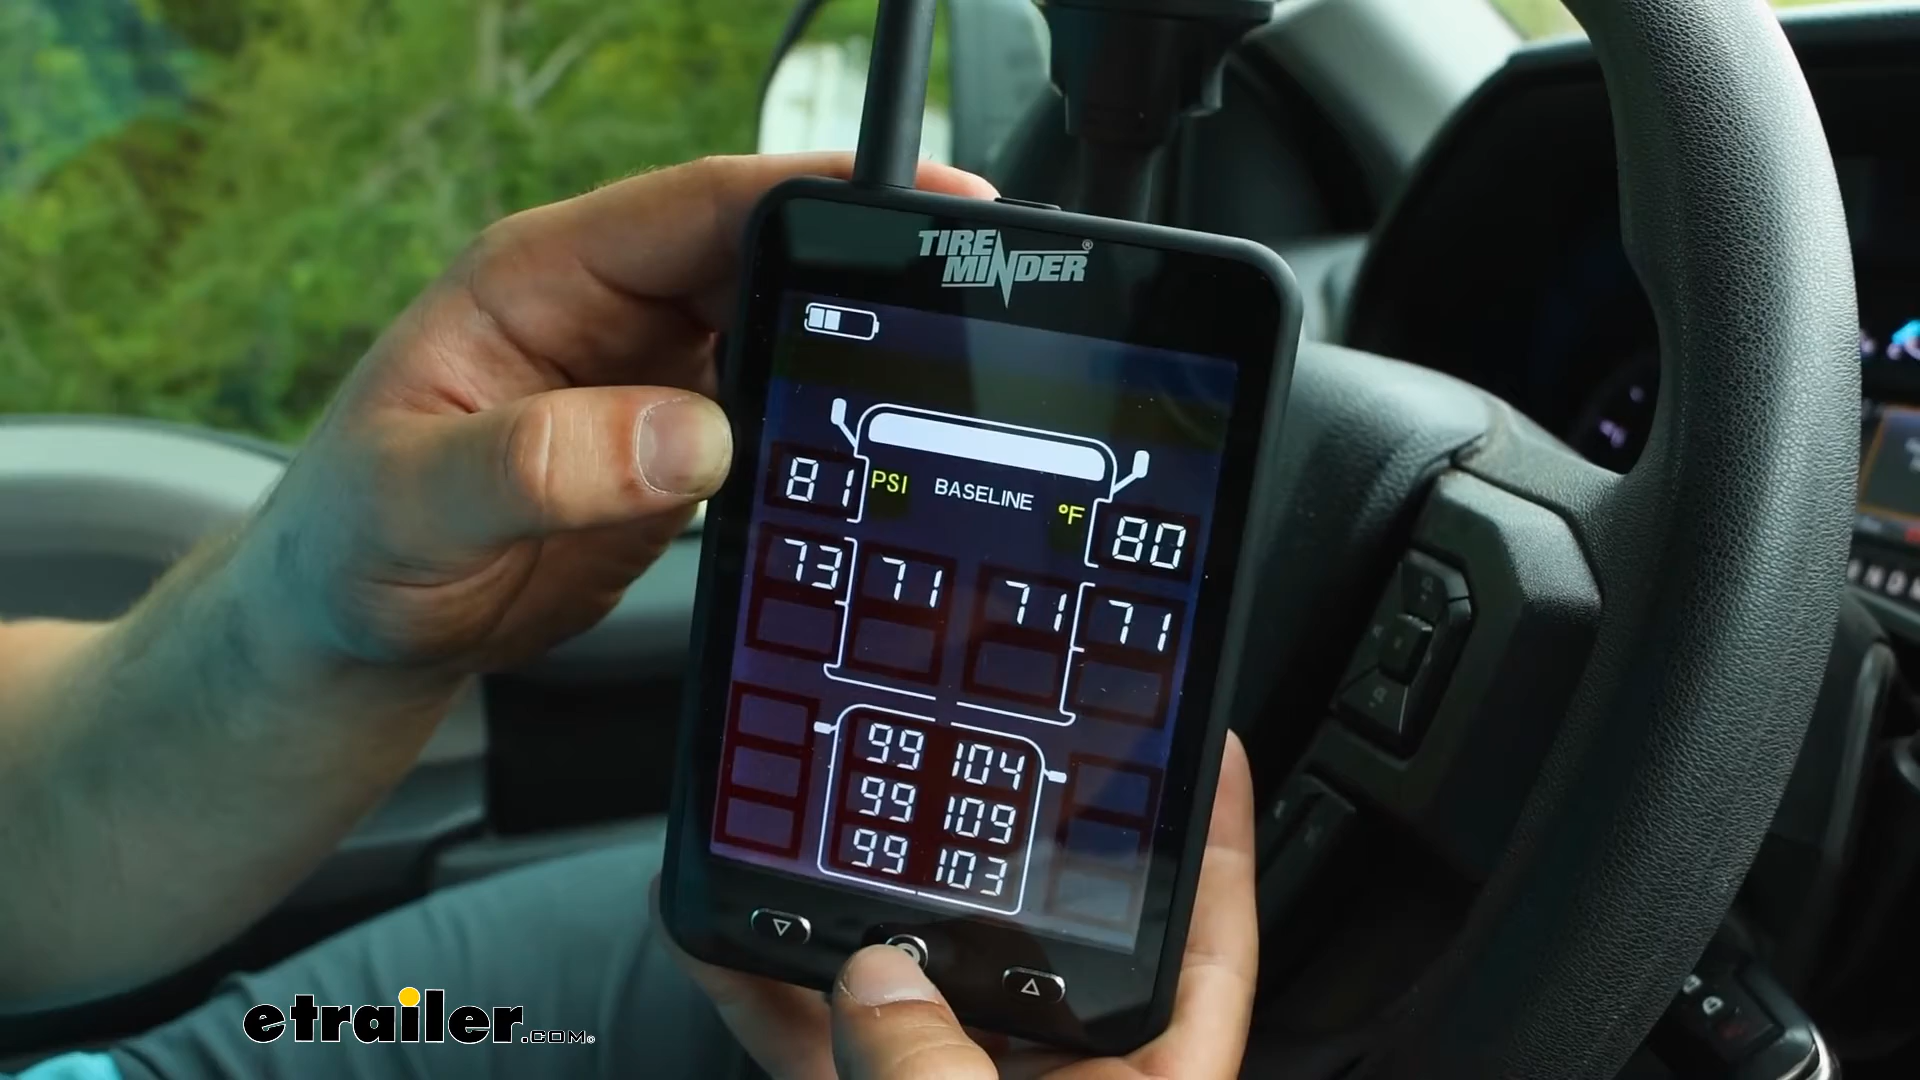 TIRE
MINDER®
81 PSI BASELINE °F 80
73 71 71 71
99 104
99 109
99 103
etrailer.COM©